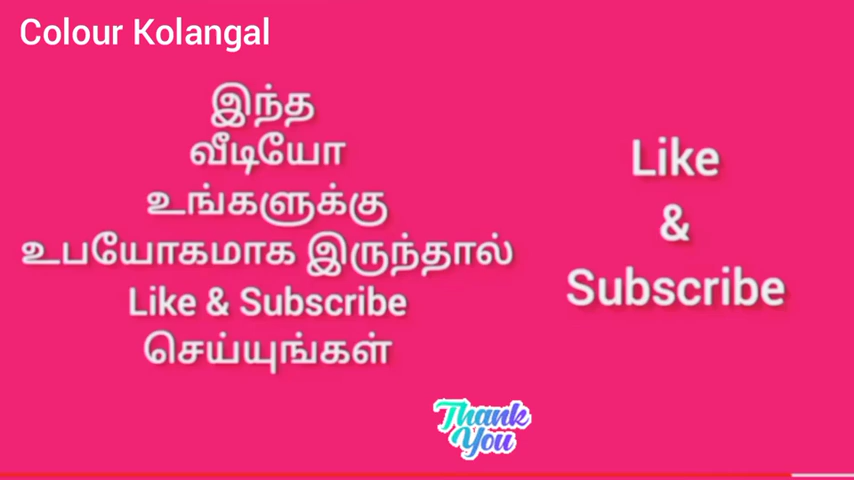 Colour Kolangal
இந்த
வீடியோ
உங்களுக்கு
உபயோகமாக இருந்தால்
Like & Subscribe
செய்யுங்கள்
Like
&
Subscribe
Thank
You